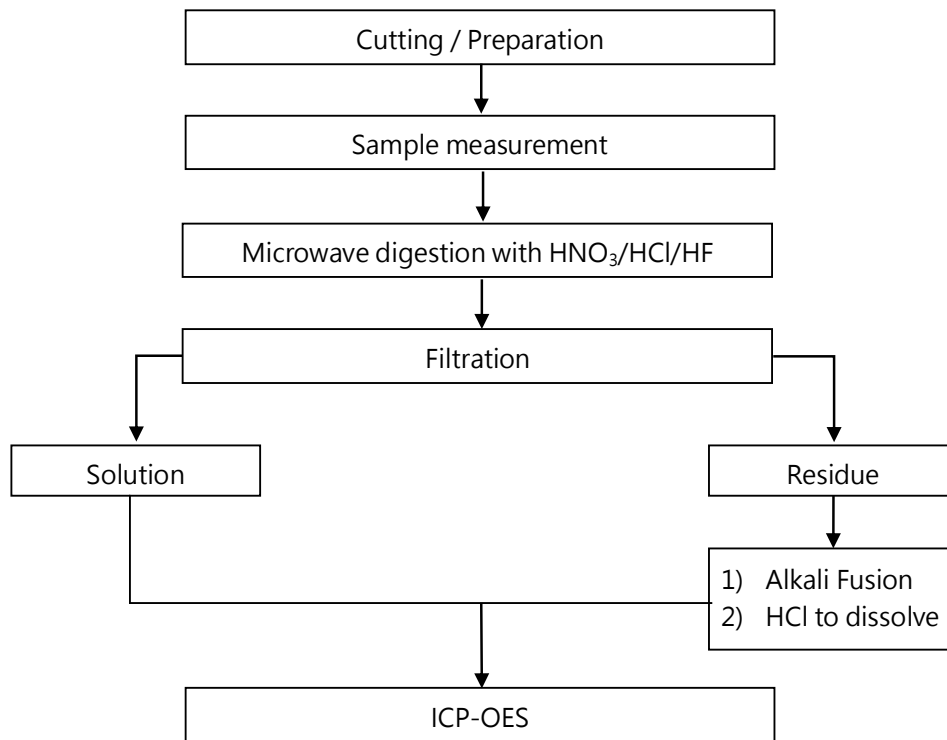 Cutting / Preparation
Sample measurement
Microwave digestion with HNO₃/HCl/HF
Filtration
Solution
Residue
1) Alkali Fusion
2) HCl to dissolve
ICP-OES